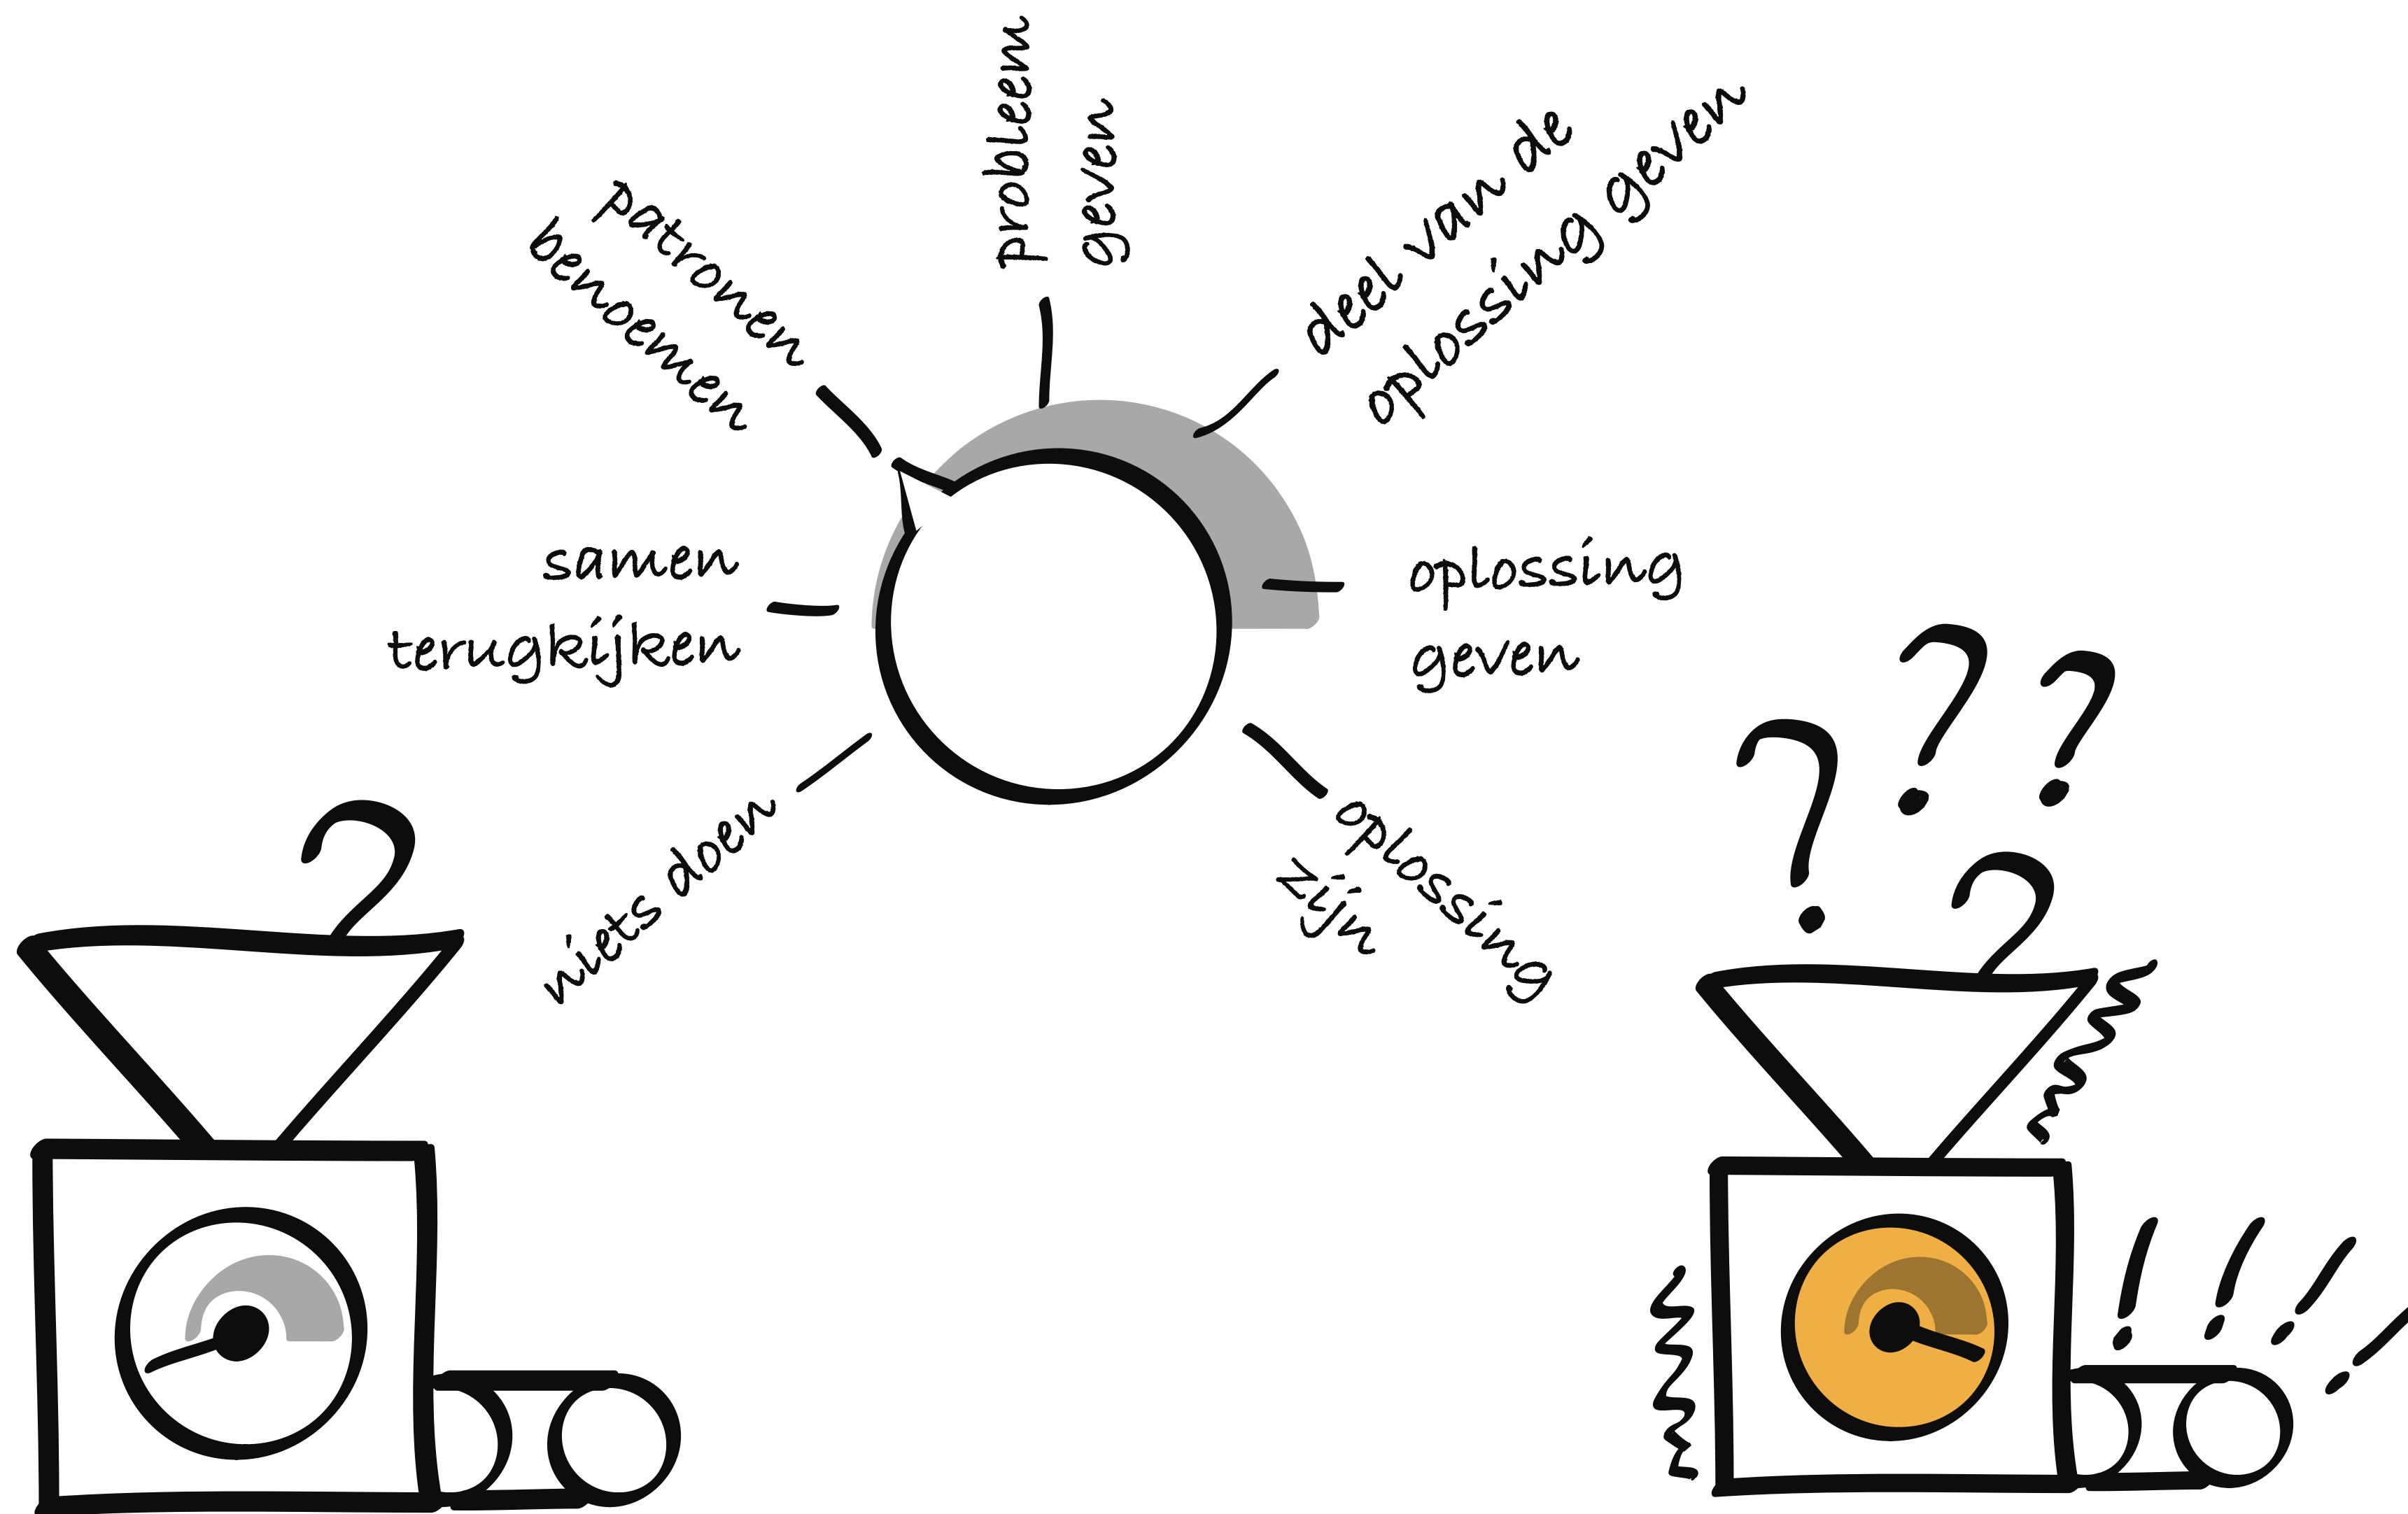 niets doen
samen
terugkijken
patronen
benoemen
probleem
geven
deel van de
oplossing geven
oplossing
geven
oplossing
zijn
?
? ? ?
?
! ! ! !